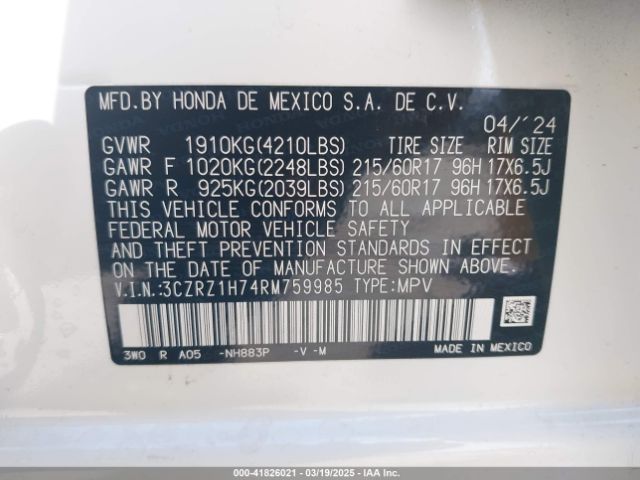 MFD.BY HONDA DE MEXICO S.A. DE C.V.
04/'24
GVWR 1910KG(4210LBS) TIRE SIZE RIM SIZE
GAWR F 1020KG(2248LBS) 215/60R17 96H 17X6.5J
GAWR R 925KG(2039LBS) 215/60R17 96H 17X6.5J
THIS VEHICLE CONFORMS TO ALL APPLICABLE
FEDERAL MOTOR VEHICLE SAFETY
AND THEFT PREVENTION STANDARDS IN EFFECT
ON THE DATE OF MANUFACTURE SHOWN ABOVE.
V.I.N.:3CZRZ1H74RM759985 TYPE:MPV
3W0 R A05 -NH883P -V -M MADE IN MEXICO
000-41826021 | 03/19/2025 | IAA Inc.